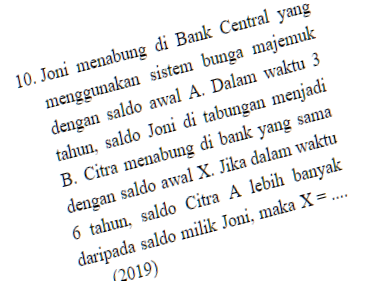 10. Joni menabung di Bank Central yang
menggunakan sistem bunga majemuk
dengan saldo awal A. Dalam waktu 3
tahun, saldo Joni di tabungan menjadi
B. Citra menabung di bank yang sama
dengan saldo awal X. Jika dalam waktu
6 tahun, saldo Citra A lebih banyak
daripada saldo milik Joni, maka X = ....
(2019)